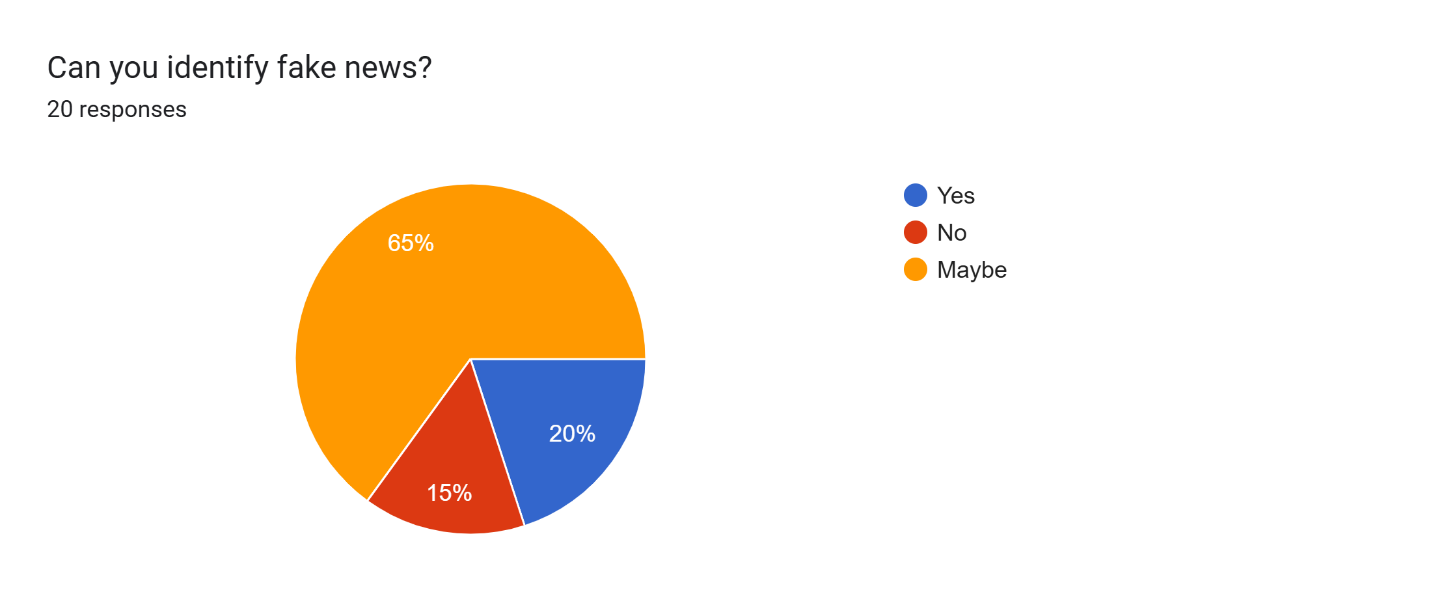 Can you identify fake news?
20 responses
65%
20%
15%
Yes
No
Maybe